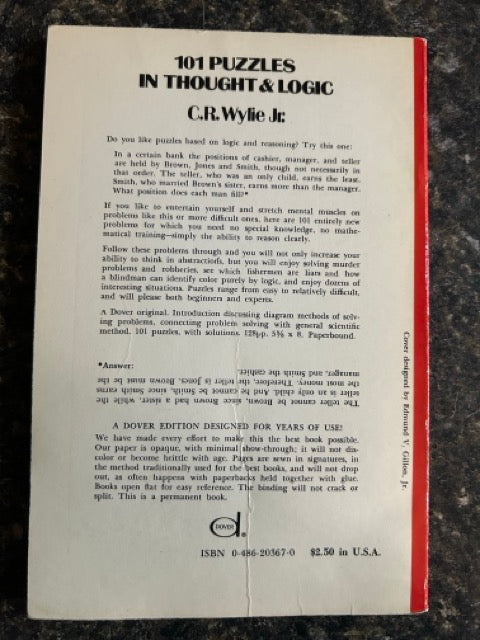 101 PUZZLES
IN THOUGHT & LOGIC
C.R. Wylie Jr.
Do you like puzzles based on logic and reasoning? Try this one:
In a certain bank the positions of cashier, manager, and teller
are held by Brown, Jones and Smith, though not necessarily in
that order. The teller, who was an only child, earns the least.
Smith, who married Brown's sister, earns more than the manager.
What position does each man fill?*
If you like to entertain yourself and stretch mental muscles on
problems like this or more difficult ones, here are 101 entirely new
problems for which you need no special knowledge, no mathe-
matical training—simply the ability to reason clearly.
Follow these problems through and you will not only increase your
ability to think in abstractions, but you will enjoy solving murder
problems and robberies, see which fishermen are liars and how
a blindman can identify color purely by logic, and enjoy dozens of
interesting situations. Puzzles range from easy to relatively difficult,
and will please both beginners and experts.
A Dover original. Introduction discussing diagram methods of solv-
ing problems, connecting problem solving with general scientific
method. 101 puzzles, with solutions. 128pp. 5⅜ x 8. Paperbound.
*Answer:
The teller cannot be Brown, since Brown had a sister, while the
teller is an only child. And he cannot be Smith, since Smith earns
the most money. Therefore, the teller is Jones, Brown must be the
manager, and Smith the cashier.
A DOVER EDITION DESIGNED FOR YEARS OF USE!
We have made every effort to make this the best book possible.
Our paper is opaque, with minimal show-through; it will not dis-
color or become brittle with age. Pages are sewn in signatures, in
the method traditionally used for the best books, and will not drop
out, as often happens with paperbacks held together with glue.
Books open flat for easy reference. The binding will not crack or
split. This is a permanent book.
DOVER
ISBN 0-486-20367-0 $2.50 in U.S.A.
Cover designed by Edmund V. Gillon, Jr.